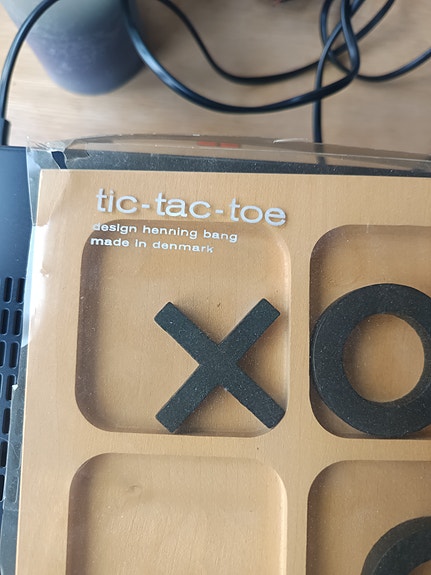 tic-tac-toe
design henning bang
made in denmark